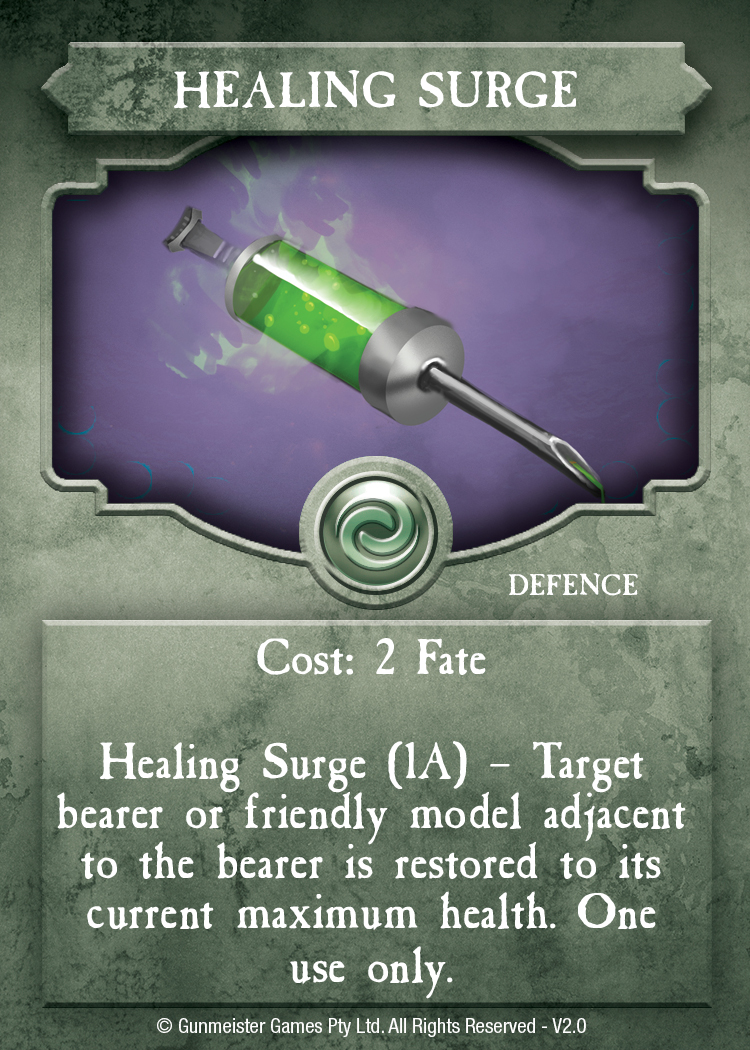 HEALING SURGE
DEFENCE
Cost: 2 Fate
Healing Surge (1A) – Target
bearer or friendly model adjacent
to the bearer is restored to its
current maximum health. One
use only.
© Gunmeister Games Pty Ltd. All Rights Reserved - V2.0